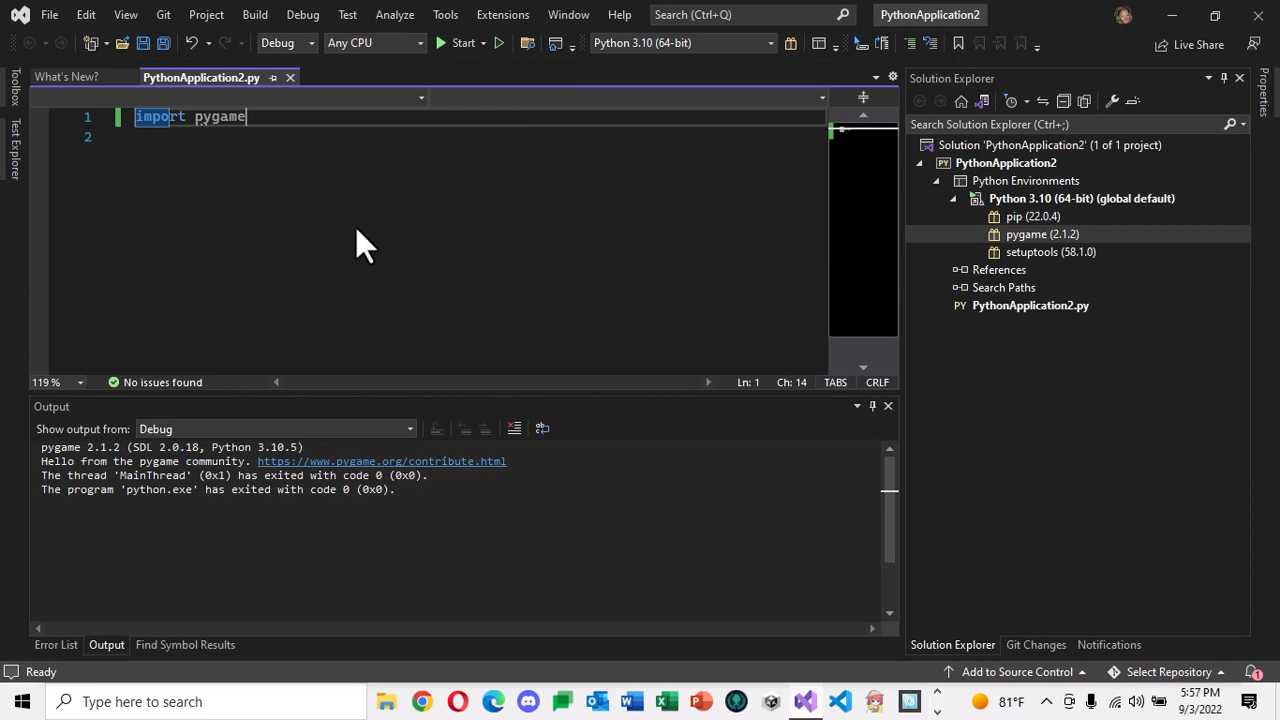 File Edit View Git Project Build Debug Test Analyze Tools Extensions Window Help Search (Ctrl+Q) PythonApplication2
Debug Any CPU Start Python 3.10 (64-bit) Live Share
Toolbox
Test Explorer
What's New? PythonApplication2.py
1 import pygame
2
119 % No issues found Ln: 1 Ch: 14 TABS CRLF
Output
Show output from: Debug
pygame 2.1.2 (SDL 2.0.18, Python 3.10.5)
Hello from the pygame community. https://www.pygame.org/contribute.html
The thread 'MainThread' (0x1) has exited with code 0 (0x0).
The program 'python.exe' has exited with code 0 (0x0).
Error List Output Find Symbol Results
Solution Explorer
Search Solution Explorer (Ctrl+;)
Solution 'PythonApplication2' (1 of 1 project)
PY PythonApplication2
Python Environments
Python 3.10 (64-bit) (global default)
pip (22.0.4)
pygame (2.1.2)
setuptools (58.1.0)
References
Search Paths
PY PythonApplication2.py
Solution Explorer Git Changes Notifications
Properties
Ready Add to Source Control Select Repository 1
Type here to search 81°F 5:57 PM
9/3/2022